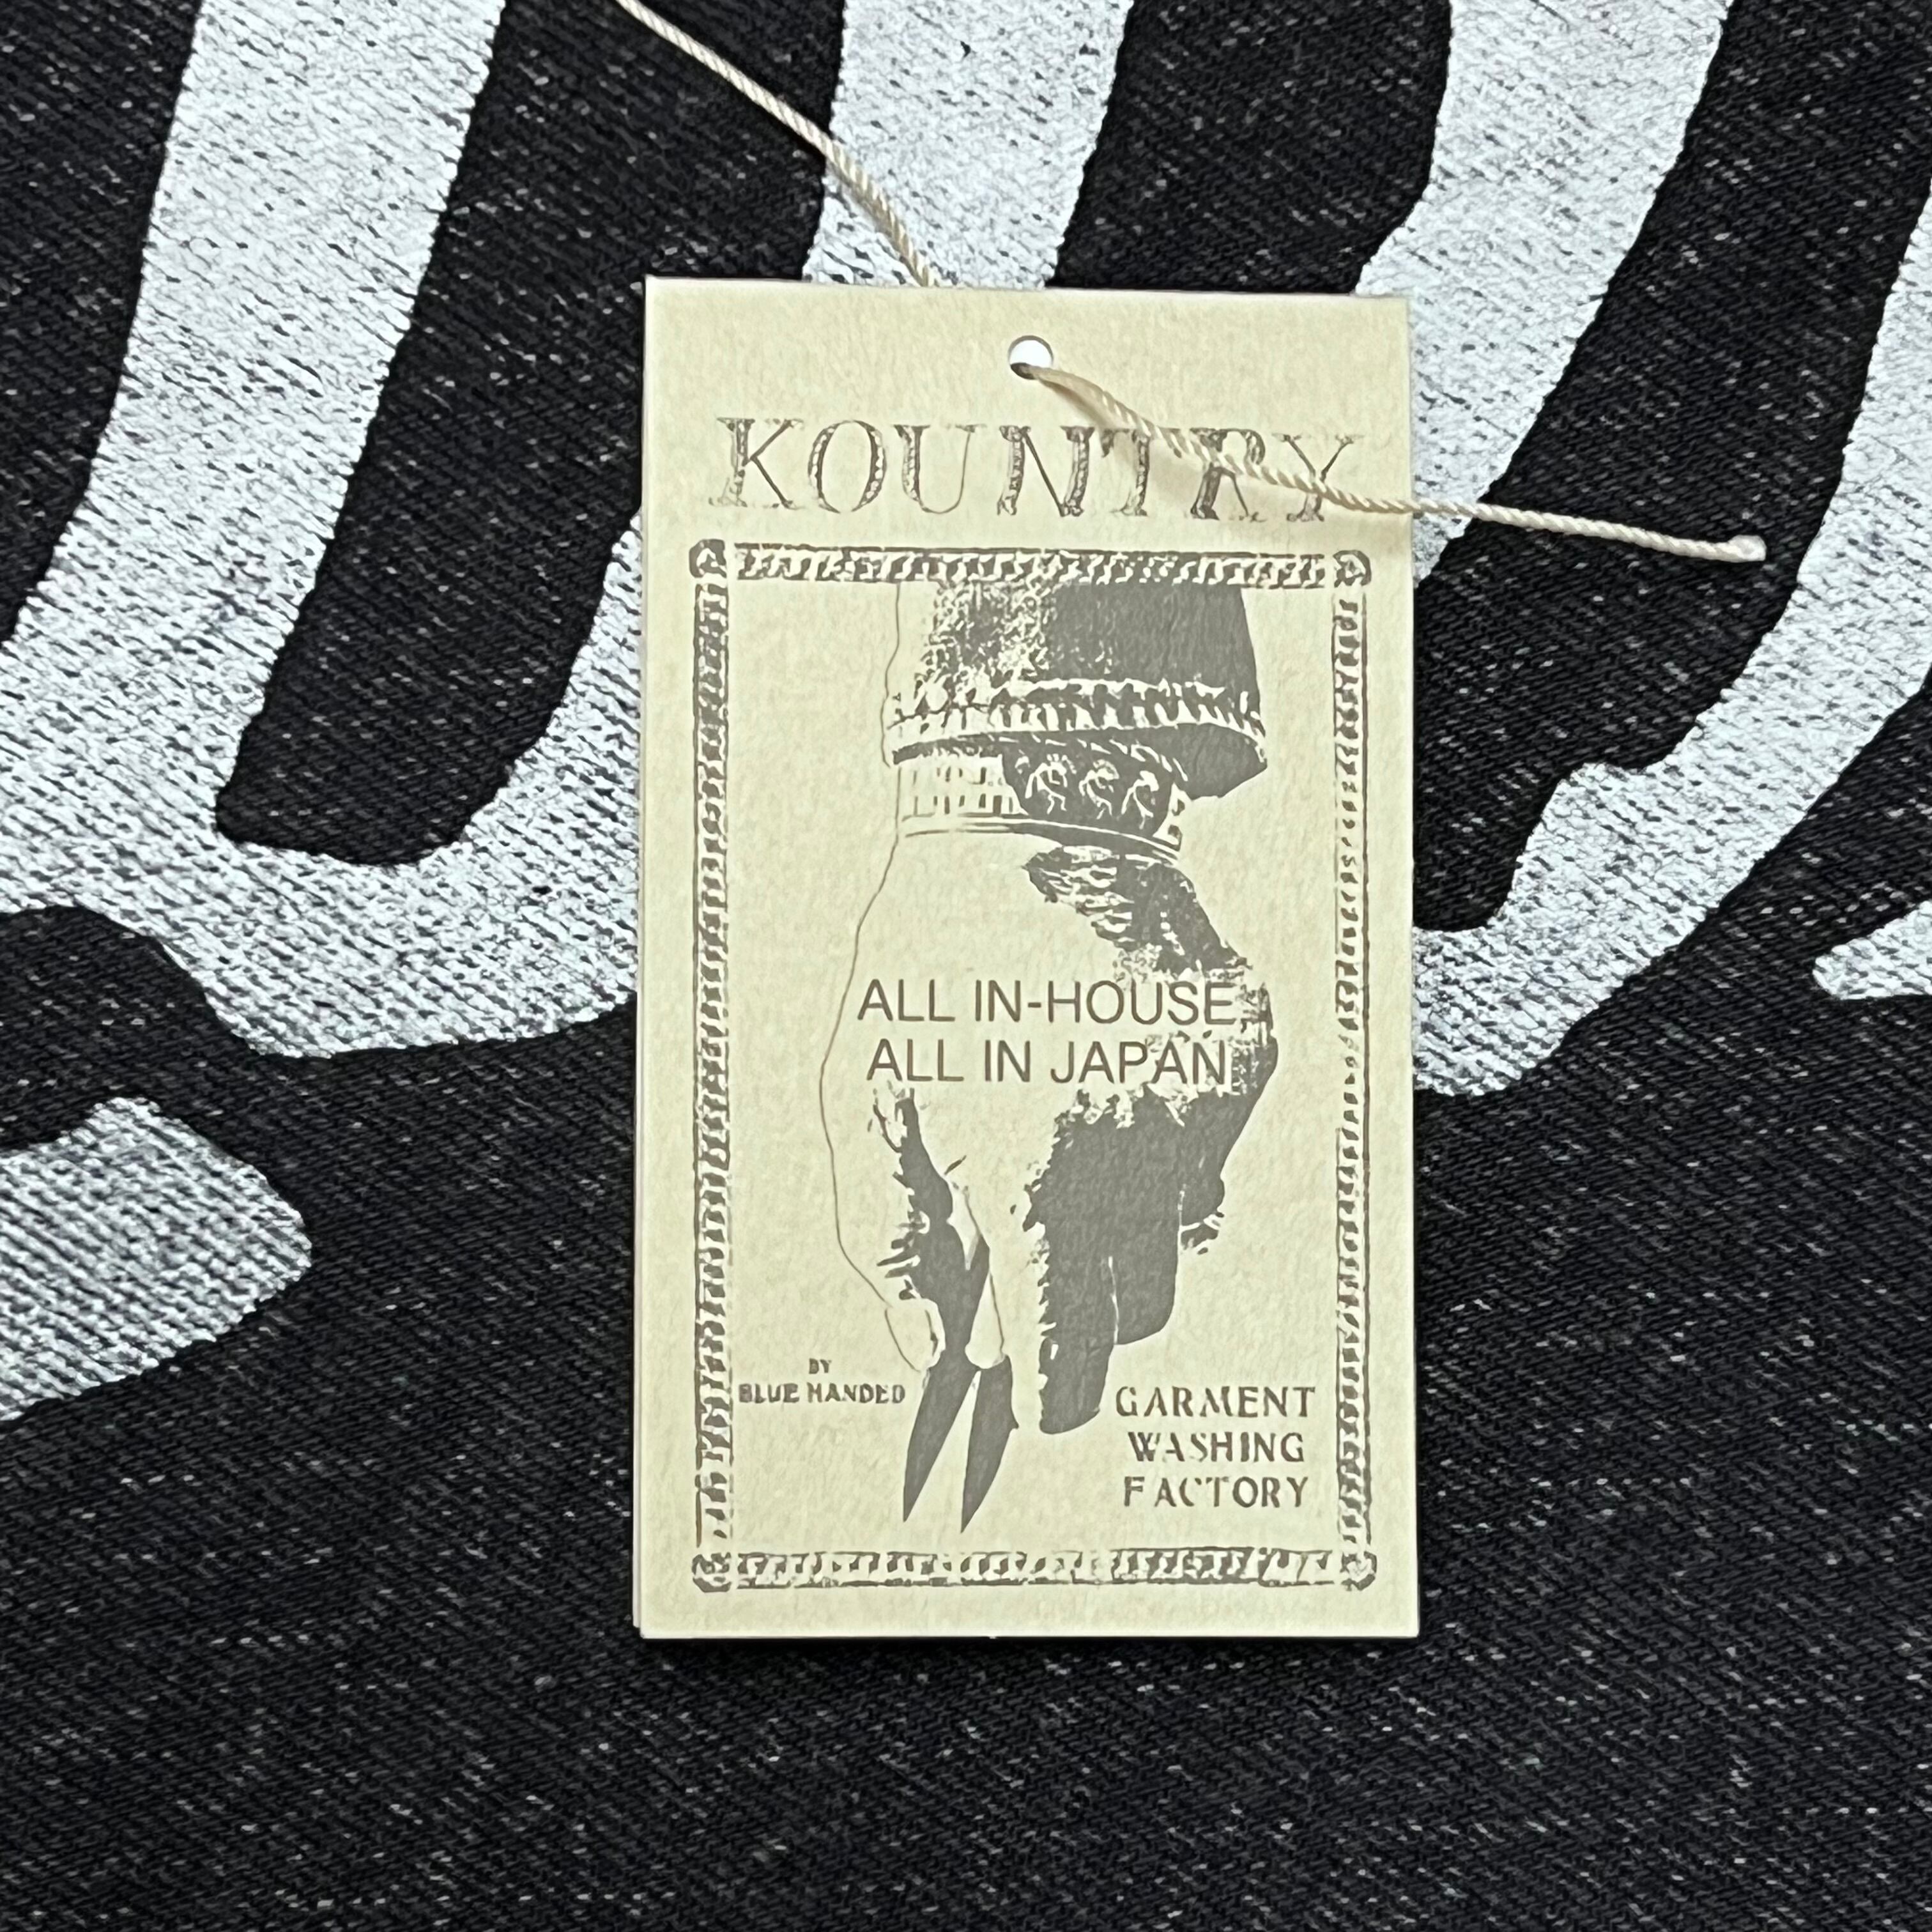 KOUNTRY
ALL IN-HOUSE
ALL IN JAPAN
BY
BLUE HANDED
GARMENT
WASHING
FACTORY